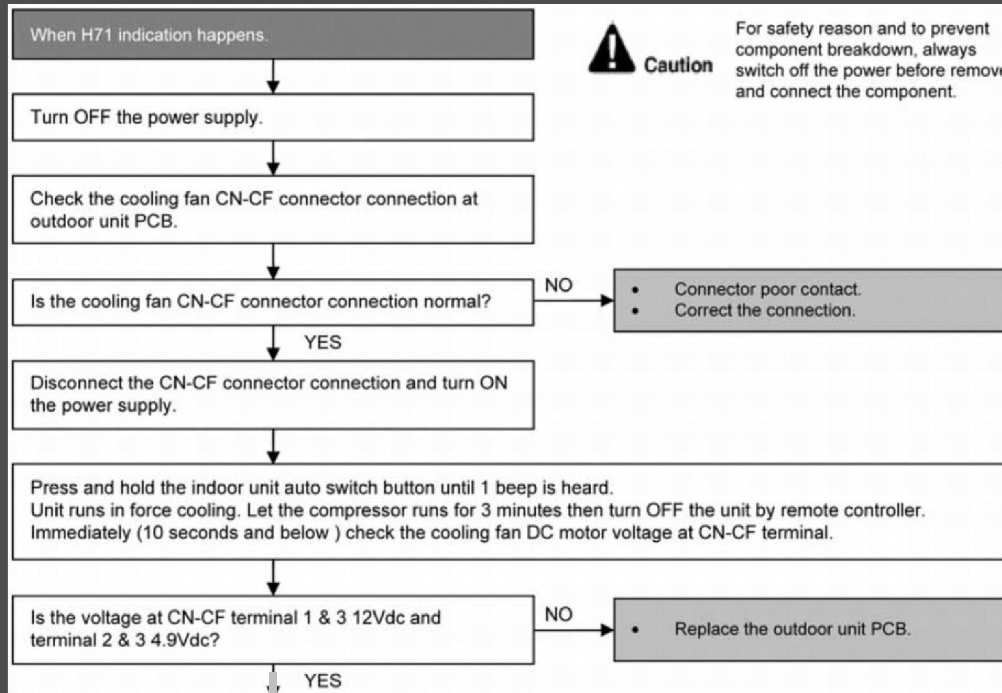 When H71 indication happens.
Caution
For safety reason and to prevent
component breakdown, always
switch off the power before remove
and connect the component.
Turn OFF the power supply.
Check the cooling fan CN-CF connector connection at
outdoor unit PCB.
Is the cooling fan CN-CF connector connection normal?
NO
• Connector poor contact.
• Correct the connection.
YES
Disconnect the CN-CF connector connection and turn ON
the power supply.
Press and hold the indoor unit auto switch button until 1 beep is heard.
Unit runs in force cooling. Let the compressor runs for 3 minutes then turn OFF the unit by remote controller.
Immediately (10 seconds and below ) check the cooling fan DC motor voltage at CN-CF terminal.
Is the voltage at CN-CF terminal 1 & 3 12Vdc and
terminal 2 & 3 4.9Vdc?
NO
• Replace the outdoor unit PCB.
YES